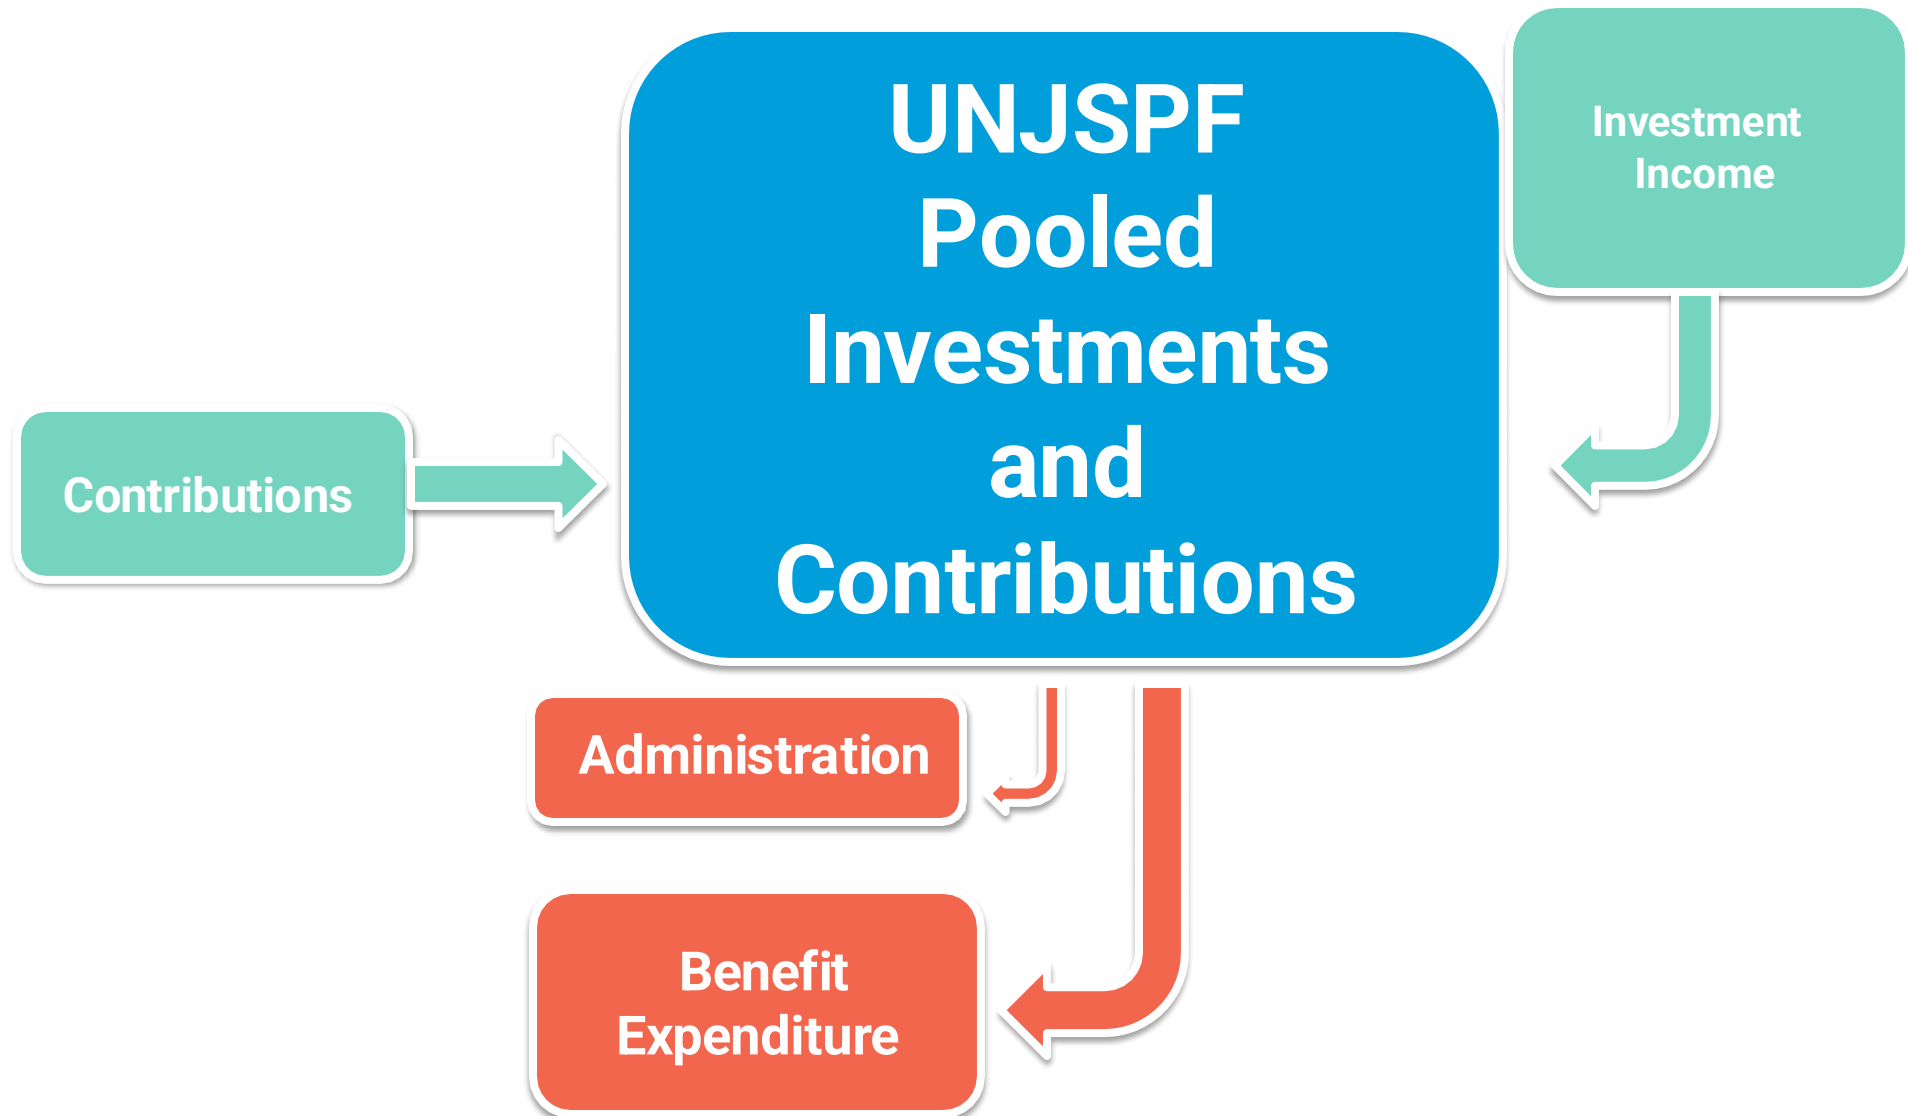 UNJSPF
Pooled
Investments
and
Contributions
Investment
Income
Contributions
Administration
Benefit
Expenditure